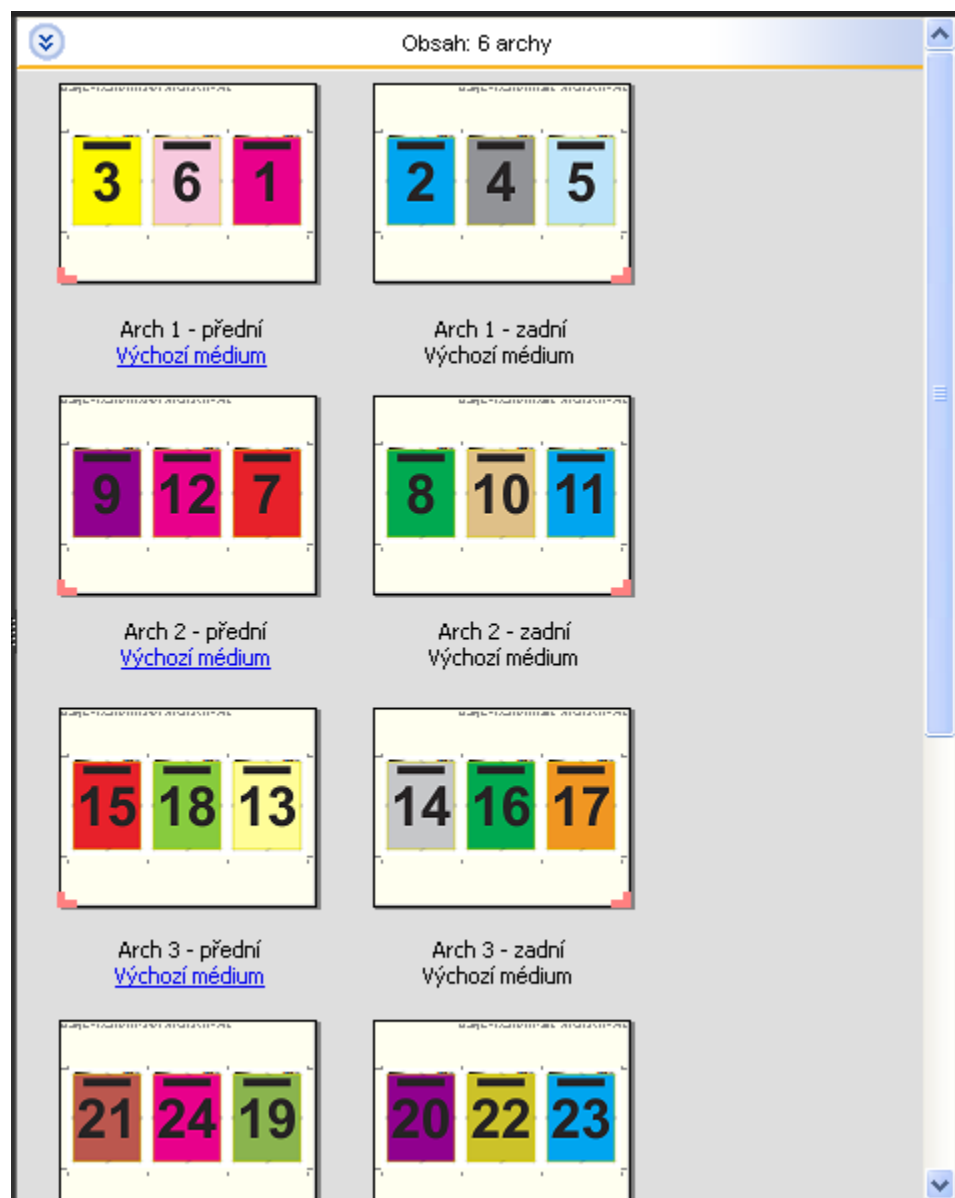 Obsah: 6 archy
3 6 1
2 4 5
Arch 1 - přední
Výchozí médium
Arch 1 - zadní
Výchozí médium
9 12 7
8 10 11
Arch 2 - přední
Výchozí médium
Arch 2 - zadní
Výchozí médium
15 18 13
14 16 17
Arch 3 - přední
Výchozí médium
Arch 3 - zadní
Výchozí médium
21 24 19
20 22 23